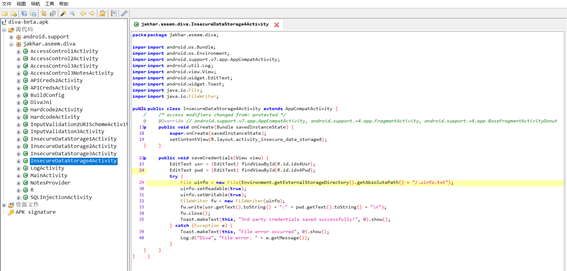 文件 视图 导航 工具 帮助
diva-beta.apk
源代码
android.support
jakhar.aseem.diva
AccessControl1Activity
AccessControl2Activity
AccessControl3Activity
AccessControl3NotesActivity
APICreds2Activity
APICredsActivity
BuildConfig
DivaJni
Hardcode2Activity
HardcodeActivity
InputValidation2URISchemeActivit
InputValidation3Activity
InsecureDataStorage1Activity
InsecureDataStorage2Activity
InsecureDataStorage3Activity
InsecureDataStorage4Activity
LogActivity
MainActivity
NotesProvider
R
SQLInjectionActivity
资源文件
APK signature
jakhar.aseem.diva.InsecureDataStorage4Activity
package jakhar.aseem.diva;
import android.os.Bundle;
import android.os.Environment;
import android.support.v7.app.AppCompatActivity;
import android.util.Log;
import android.view.View;
import android.widget.EditText;
import android.widget.Toast;
import java.io.File;
import java.io.FileWriter;
public class InsecureDataStorage4Activity extends AppCompatActivity {
/* access modifiers changed from: protected */
@Override // android.support.v7.app.AppCompatActivity, android.support.v4.app.FragmentActivity, android.support.v4.app.BaseFragmentActivityDonut
public void onCreate(Bundle savedInstanceState) {
super.onCreate(savedInstanceState);
setContentView(R.layout.activity_insecure_data_storage4);
}
public void saveCredentials(View view) {
EditText usr = (EditText) findViewById(R.id.ids4Usr);
EditText pwd = (EditText) findViewById(R.id.ids4Pwd);
try {
File uinfo = new File(Environment.getExternalStorageDirectory().getAbsolutePath() + "/.uinfo.txt");
uinfo.setReadable(true);
uinfo.setWritable(true);
FileWriter fw = new FileWriter(uinfo);
fw.write(usr.getText().toString() + ":" + pwd.getText().toString() + "\n");
fw.close();
Toast.makeText(this, "3rd party credentials saved successfully!", 0).show();
} catch (Exception e) {
Toast.makeText(this, "File error occurred", 0).show();
Log.d("Diva", "File error: " + e.getMessage());
}
}
}